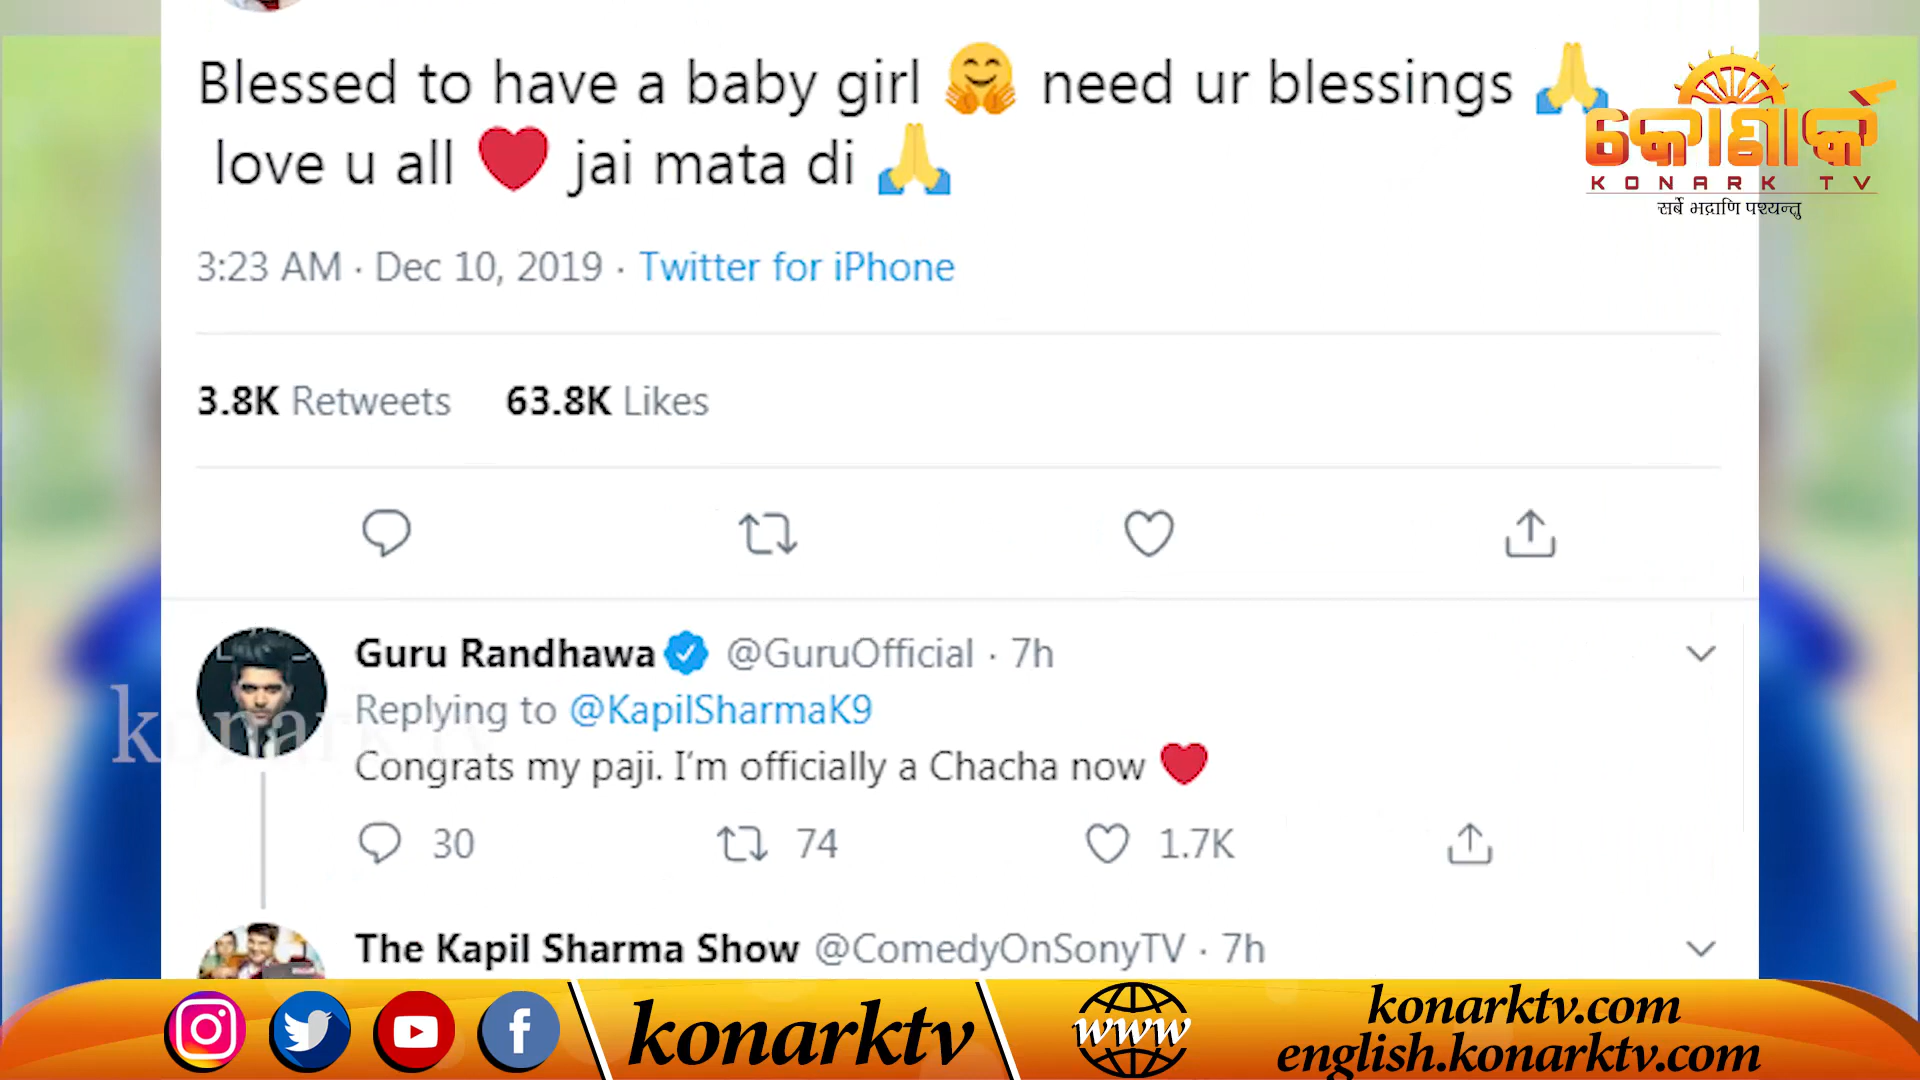 Blessed to have a baby girl 🤗 need ur blessings 🙏
love u all ❤️ jai mata di 🙏
କୋଣାର୍କ
KONARK TV
सर्बे भद्राणि पश्यन्तु
3:23 AM · Dec 10, 2019 · Twitter for iPhone
3.8K Retweets 63.8K Likes
Guru Randhawa @GuruOfficial · 7h
Replying to @KapilSharmaK9
Congrats my paji. I'm officially a Chacha now ❤️
30 74 1.7K
konark tv
The Kapil Sharma Show @ComedyOnSonyTV · 7h
konarktv
www
konarktv.com
english.konarktv.com